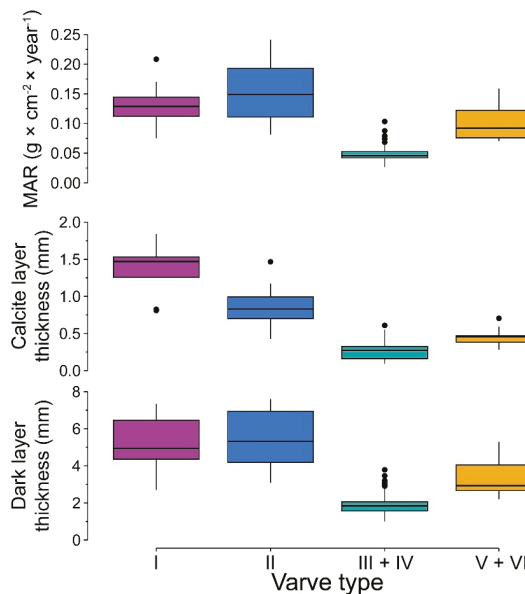 MAR (g × cm⁻² × year⁻¹)
0.25
0.20
0.15
0.10
0.05
0.00
Calcite layer
thickness (mm)
2.0
1.5
1.0
0.5
0.0
Dark layer
thickness (mm)
8
6
4
2
0
I II III + IV V + VI
Varve type